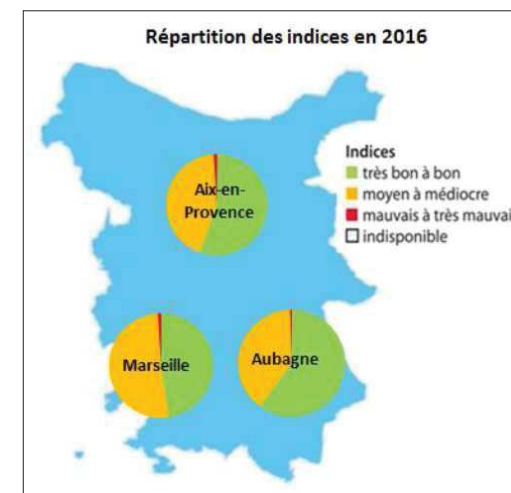 Répartition des indices en 2016
Indices
très bon à bon
moyen à médiocre
mauvais à très mauvai
indisponible
Aix-en-
Provence
Marseille
Aubagne